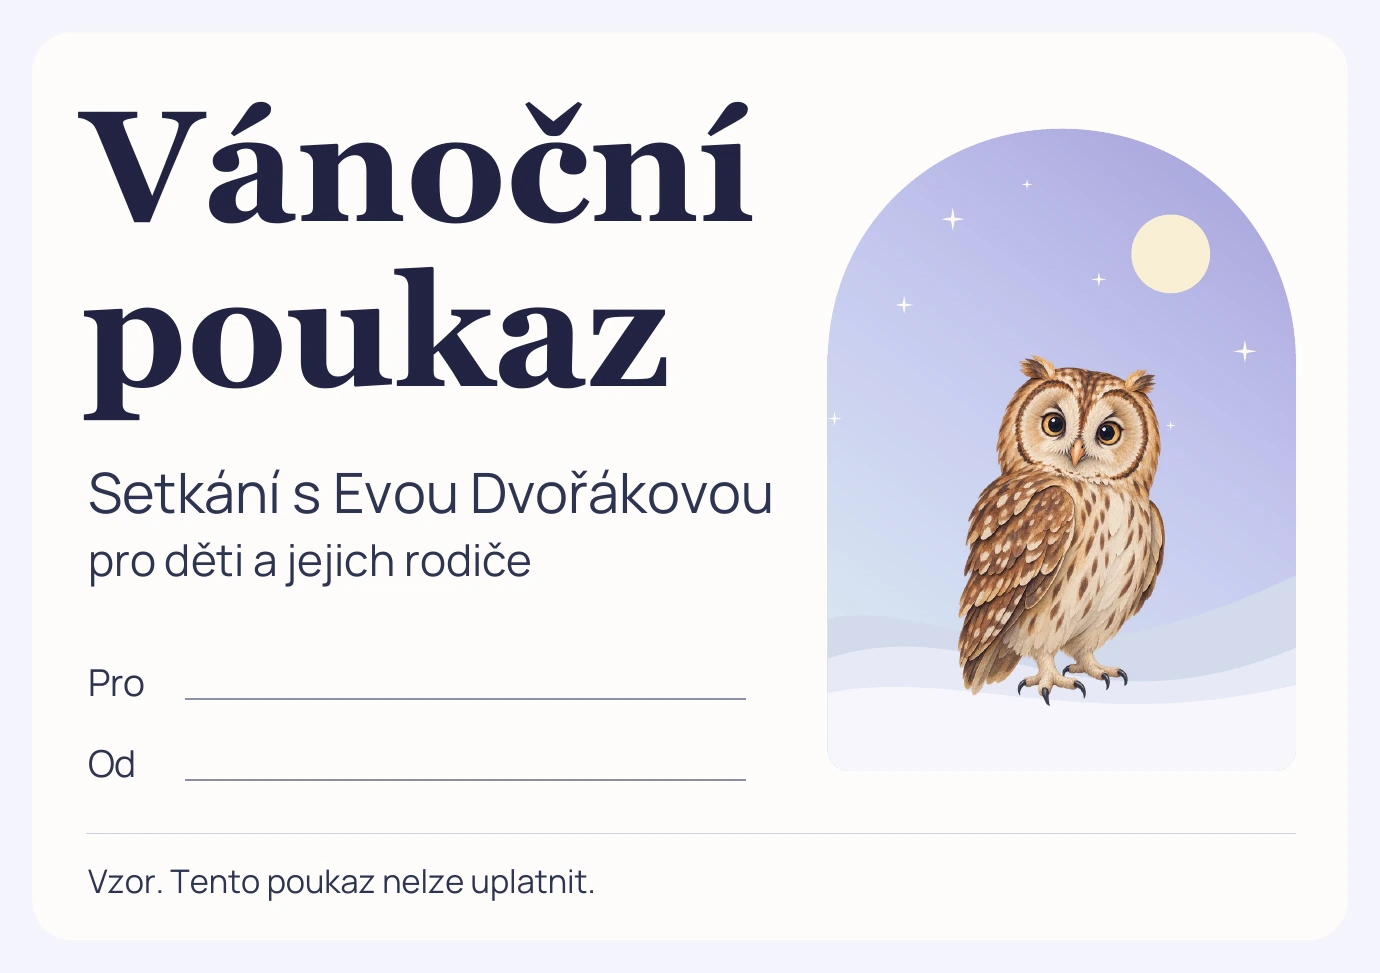 Vánoční
poukaz
Setkání s Evou Dvořákovou
pro děti a jejich rodiče
Pro
Od
Vzor. Tento poukaz nelze uplatnit.